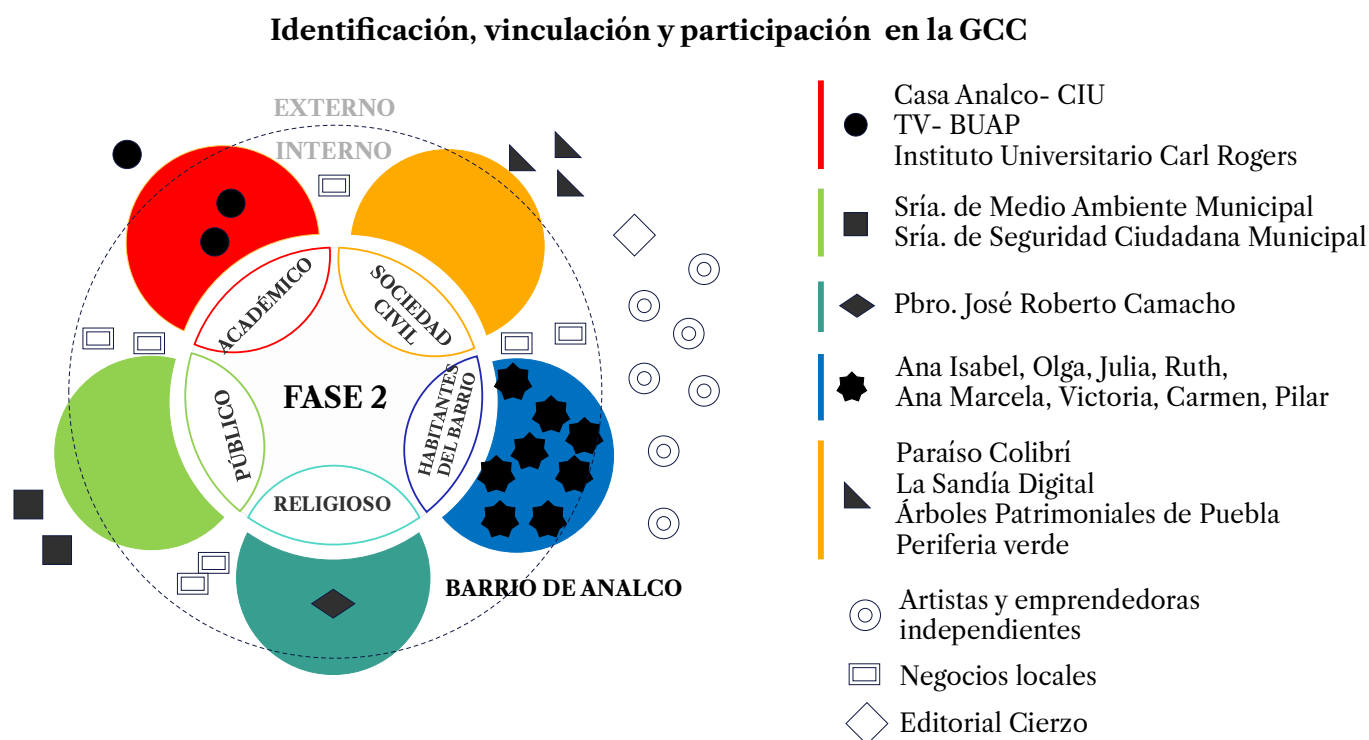 Identificación, vinculación y participación en la GCC
EXTERNO
INTERNO
ACADÉMICO
SOCIEDAD
CIVIL
PÚBLICO
FASE 2
HABITANTES
DEL BARRIO
RELIGIOSO
BARRIO DE ANALCO
Casa Analco- CIU
TV- BUAP
Instituto Universitario Carl Rogers
Sría. de Medio Ambiente Municipal
Sría. de Seguridad Ciudadana Municipal
Pbro. José Roberto Camacho
Ana Isabel, Olga, Julia, Ruth,
Ana Marcela, Victoria, Carmen, Pilar
Paraíso Colibrí
La Sandía Digital
Árboles Patrimoniales de Puebla
Periferia verde
Artistas y emprendedoras
independientes
Negocios locales
Editorial Cierzo